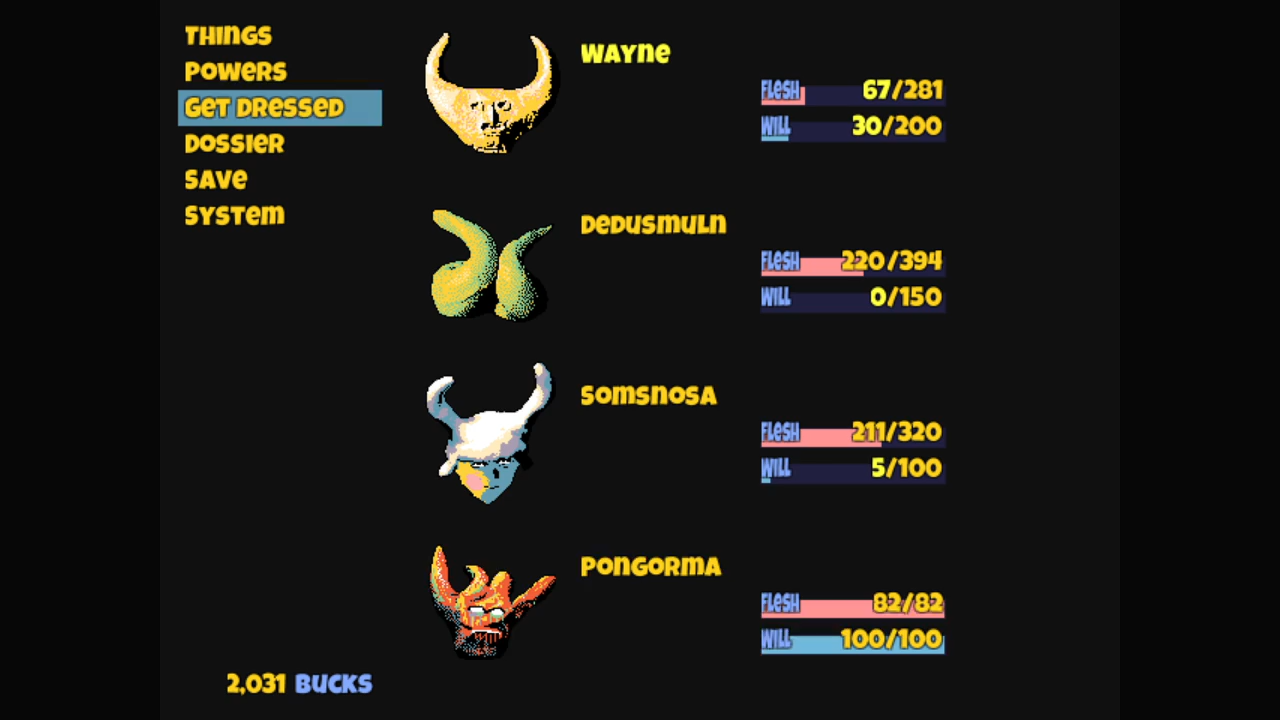 THINGS
POWERS
GET DRESSED
DOSSIER
SAVE
SYSTEM
WAYNE
FLESH 67/281
WILL 30/200
DEDUSMULN
FLESH 220/394
WILL 0/150
SOMSNOSA
FLESH 211/320
WILL 5/100
PONGORMA
FLESH 82/82
WILL 100/100
2,031 BUCKS